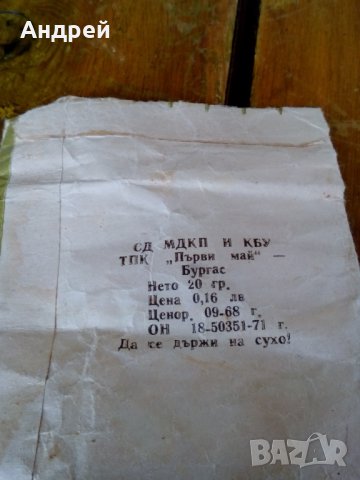 Андрей
СД МДКП И КБУ
ТПК „Първи май" —
Бургас
Нето 20 гр.
Цена 0,16 лв
Ценор. 09-68 г.
ОН 18-50351-71 г.
Да се държи на сухо!
BAZAR